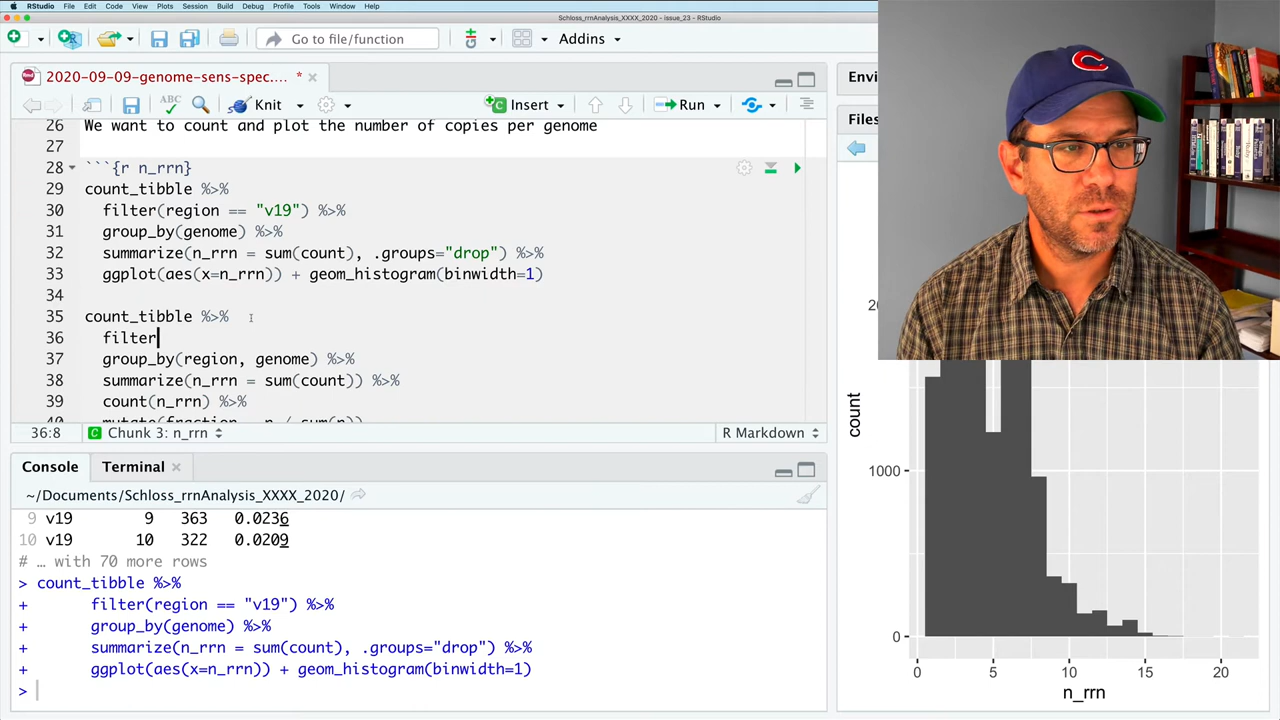 RStudio File Edit Code View Plots Session Build Debug Profile Tools Window Help
Schloss_rrnAnalysis_XXXX_2020 - issue_23 - RStudio
Go to file/function Addins
2020-09-09-genome-sens-spec.... * Envi
ABC Knit Insert Run File
26 We want to count and plot the number of copies per genome
27
28 ```{r n_rrn}
29 count_tibble %>%
30 filter(region == "v19") %>%
31 group_by(genome) %>%
32 summarize(n_rrn = sum(count), .groups="drop") %>%
33 ggplot(aes(x=n_rrn)) + geom_histogram(binwidth=1)
34
35 count_tibble %>%
36 filter
37 group_by(region, genome) %>%
38 summarize(n_rrn = sum(count)) %>%
39 count(n_rrn) %>%
40 mutate(fraction = n / sum(n))
36:8 Chunk 3: n_rrn R Markdown
Console Terminal
~/Documents/Schloss_rrnAnalysis_XXXX_2020/
9 v19 9 363 0.0236
10 v19 10 322 0.0209
# … with 70 more rows
> count_tibble %>%
+ filter(region == "v19") %>%
+ group_by(genome) %>%
+ summarize(n_rrn = sum(count), .groups="drop") %>%
+ ggplot(aes(x=n_rrn)) + geom_histogram(binwidth=1)
>
C
count
1000
0
0 5 10 15 20
n_rrn